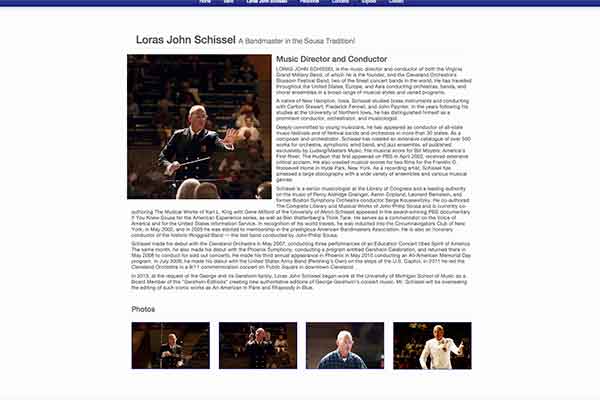 Home Band Loras John Schissel Personnel Concerts Explore Contact
Loras John Schissel A Bandmaster in the Sousa Tradition!
Music Director and Conductor
LORAS JOHN SCHISSEL is the music director and conductor of both the Virginia
Grand Military Band, of which he is the founder, and the Cleveland Orchestra's
Blossom Festival Band, two of the finest concert bands in the world. He has travelled
throughout the United States, Europe, and Asia conducting orchestras, bands, and
choral ensembles in a broad range of musical styles and varied programs.
A native of New Hampton, Iowa, Schissel studied brass instruments and conducting
with Carlton Stewart, Frederick Fennell, and John Paynter. In the years following his
studies at the University of Northern Iowa, he has distinguished himself as a
prominent conductor, orchestrator, and musicologist.
Deeply committed to young musicians, he has appeared as conductor of all-state
music festivals and of festival bands and orchestras in more than 30 states. As a
composer and orchestrator, Schissel has created an extensive catalogue of over 500
works for orchestra, symphonic wind band, and jazz ensembles, all published
exclusively by Ludwig/Masters Music. His musical score for Bill Moyers: America's
First River, The Hudson that first appeared on PBS in April 2002, received extensive
critical acclaim. He also created musical scores for two films for the Franklin D.
Roosevelt Home in Hyde Park, New York. As a recording artist, Schissel has
amassed a large discography with a wide variety of ensembles and various musical
genres.
Schissel is a senior musicologist at the Library of Congress and a leading authority
on the music of Percy Aldridge Grainger, Aaron Copland, Leonard Bernstein, and
former Boston Symphony Orchestra conductor Serge Koussevitzky. He co-authored
The Complete Library and Musical Works of John Philip Sousa and is currently co-
authoring The Musical Works of Karl L. King with Gene Milford of the University of Akron. Schissel appeared in the award-winning PBS documentary
If You Knew Sousa for the American Experience series, as well as Ben Wattenberg's Think Tank. He serves as a commentator on the Voice of
America and for the United States Information Service. In recognition of his world travels, he was inducted into the Circumnavigators Club of New
York, in May 2002, and in 2005 he was elected to membership in the prestigious American Bandmasters Association. He is also an honorary
conductor of the historic Ringgold Band — the last band conducted by John Philip Sousa.
Schissel made his debut with the Cleveland Orchestra in May 2007, conducting three performances of an Education Concert titled Spirit of America.
The same month, he also made his debut with the Phoenix Symphony, conducting a program entitled Gershwin Celebration, and returned there in
May 2008 to conduct for sold out concerts. He made his third annual appearance in Phoenix in May 2010 conducting an All-American Memorial Day
program. In July 2009, he made his debut with the United States Army Band (Pershing's Own) on the steps of the U.S. Capitol. In 2011 he led the
Cleveland Orchestra in a 9/11 commemoration concert on Public Square in downtown Cleveland.
In 2013, at the request of the George and Ira Gershwin family, Loras John Schissel began work at the University of Michigan School of Music as a
Board Member of the "Gershwin Editions" creating new authoritative editions of George Gershwin's concert music. Mr. Schissel will be overseeing
the editing of such iconic works as An American in Paris and Rhapsody in Blue.
Photos